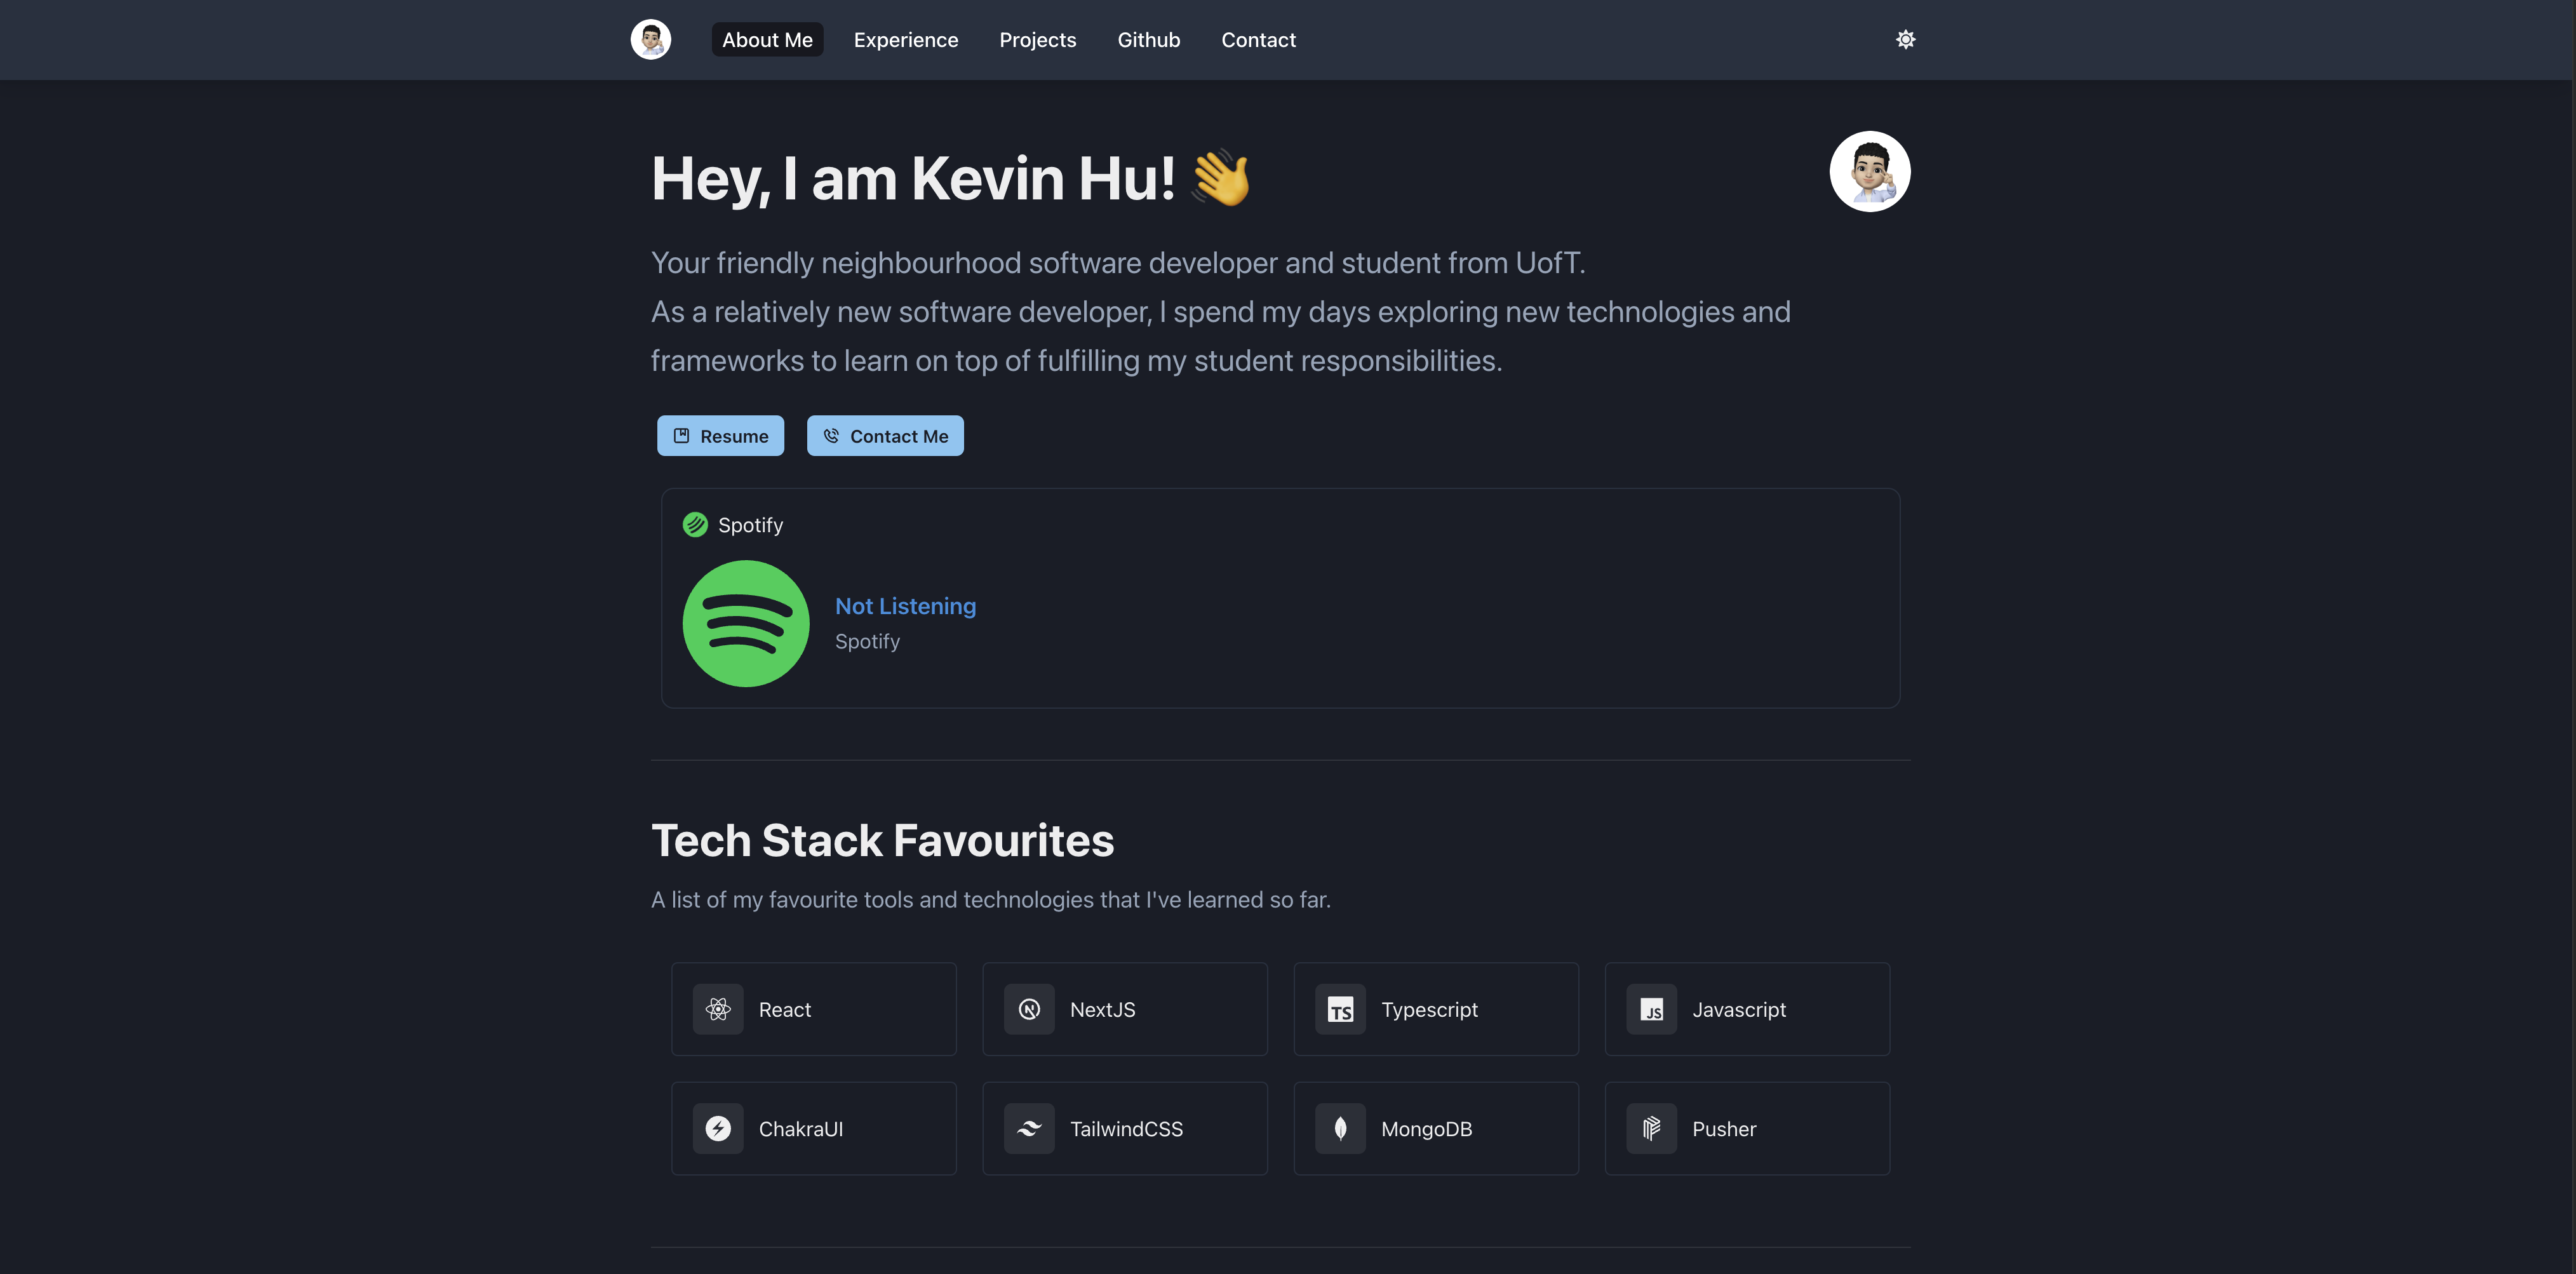 About Me Experience Projects Github Contact
Hey, I am Kevin Hu! 👋
Your friendly neighbourhood software developer and student from UofT.
As a relatively new software developer, I spend my days exploring new technologies and
frameworks to learn on top of fulfilling my student responsibilities.
Resume Contact Me
Spotify
Not Listening
Spotify
Tech Stack Favourites
A list of my favourite tools and technologies that I've learned so far.
React N NextJS TS Typescript JS Javascript
ChakraUI TailwindCSS MongoDB Pusher